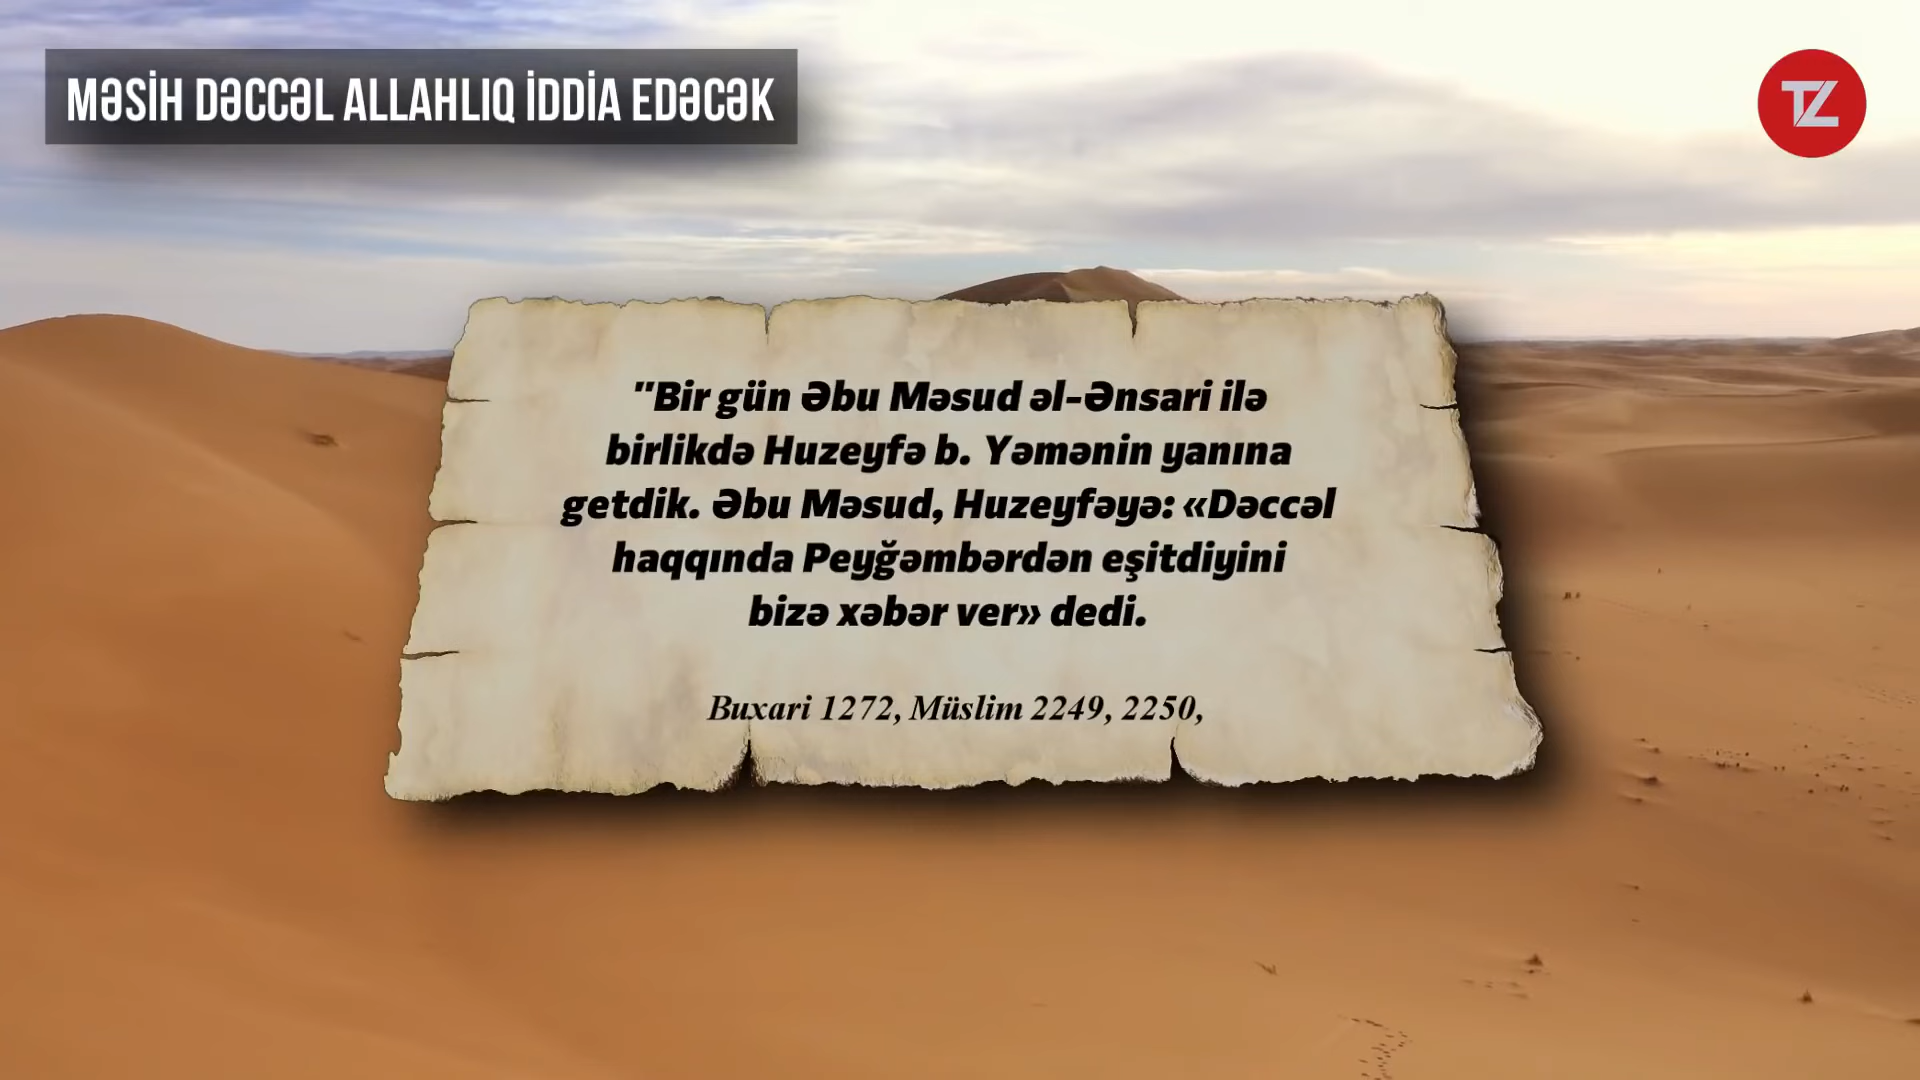 MƏSİH DƏCCƏL ALLAHLIQ İDDİA EDƏCƏK
TZ
"Bir gün Əbu Məsud əl-Ənsari ilə
birlikdə Huzeyfə b. Yəmənin yanına
getdik. Əbu Məsud, Huzeyfəyə: «Dəccəl
haqqında Peyğəmbərdən eşitdiyini
bizə xəbər ver» dedi.
Buxari 1272, Müslim 2249, 2250,